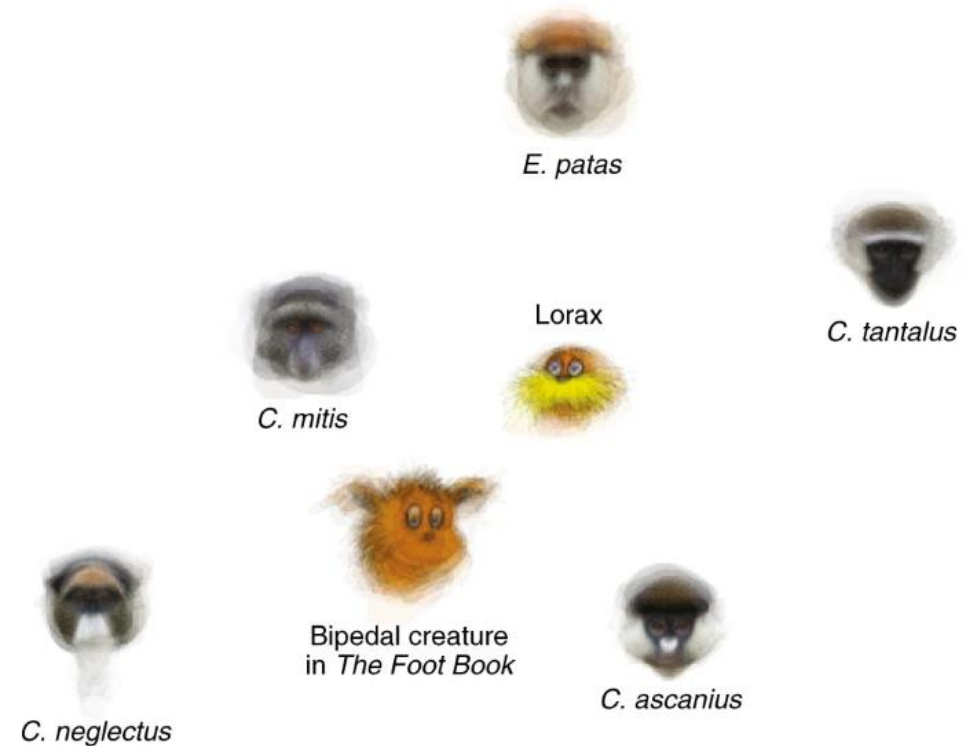 E. patas
C. tantalus
Lorax
C. mitis
Bipedal creature
in The Foot Book
C. ascanius
C. neglectus